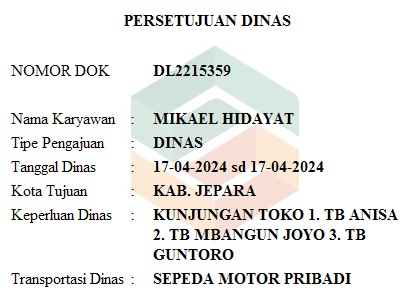 PERSETUJUAN DINAS
NOMOR DOK DL2215359
Nama Karyawan : MIKAEL HIDAYAT
Tipe Pengajuan : DINAS
Tanggal Dinas : 17-04-2024 sd 17-04-2024
Kota Tujuan : KAB. JEPARA
Keperluan Dinas : KUNJUNGAN TOKO 1. TB ANISA
2. TB MBANGUN JOYO 3. TB
GUNTORO
Transportasi Dinas : SEPEDA MOTOR PRIBADI